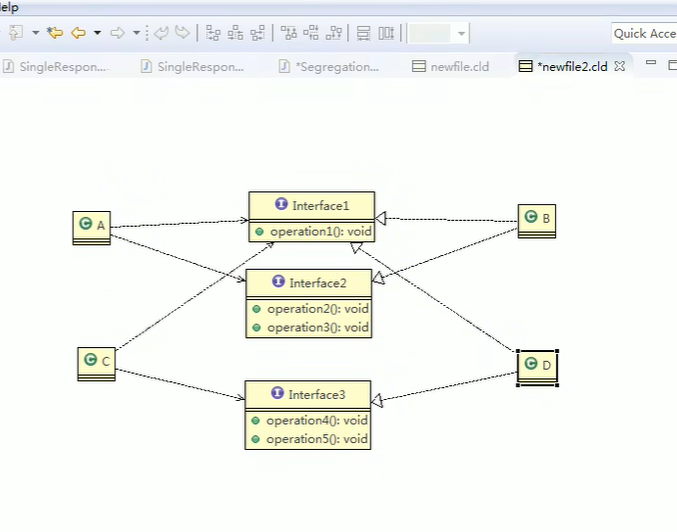 elp
Quick Acce
SingleRespon...
SingleRespon...
*Segregation...
newfile.cld
*newfile2.cld
I Interface1
operation1(): void
C A
C B
I Interface2
operation2(): void
operation3(): void
C C
C D
I Interface3
operation4(): void
operation5(): void